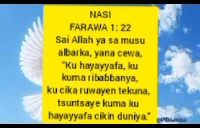 NASI
FARAWA 1: 22
Sai Allah ya sa musu
albarka, yana cewa,
"Ku hayayyafa, ku
kuma riɓaɓɓanya,
ku cika ruwayen tekuna,
tsuntsaye kuma ku
hayayyafa cikin duniya."